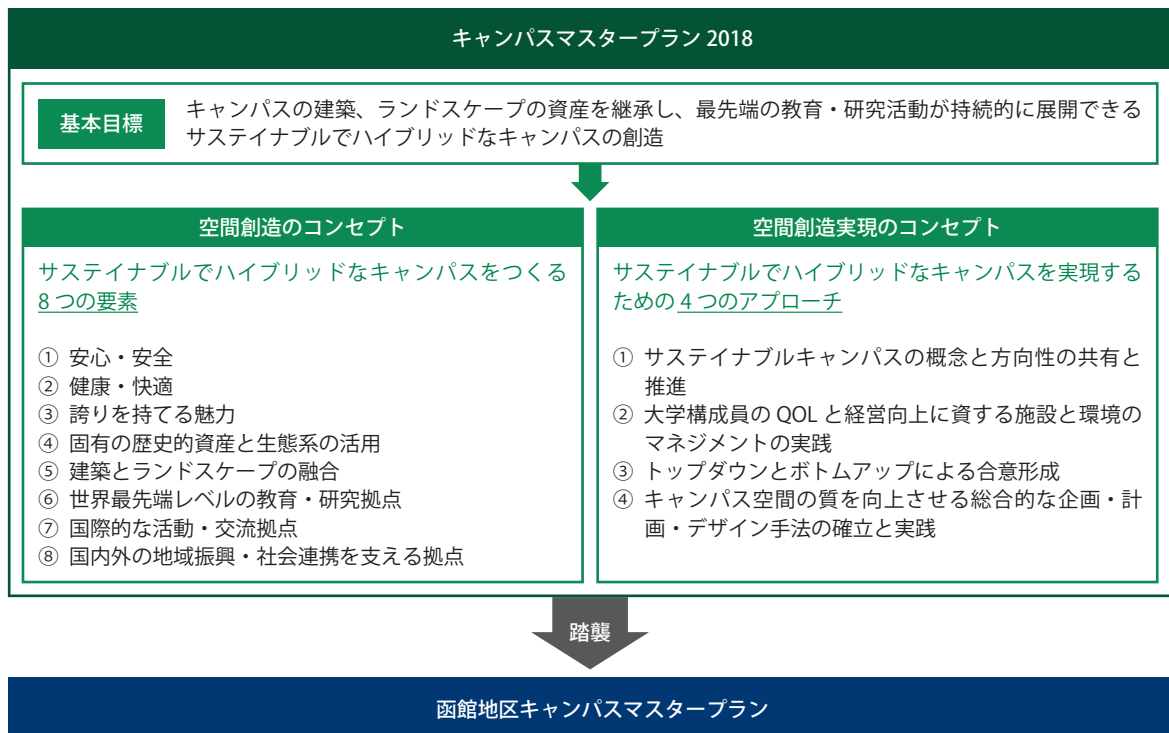 キャンパスマスタープラン 2018
基本目標
キャンパスの建築、ランドスケープの資産を継承し、最先端の教育・研究活動が持続的に展開できる
サステイナブルでハイブリッドなキャンパスの創造
空間創造のコンセプト
サステイナブルでハイブリッドなキャンパスをつくる
8 つの要素
① 安心・安全
② 健康・快適
③ 誇りを持てる魅力
④ 固有の歴史的資産と生態系の活用
⑤ 建築とランドスケープの融合
⑥ 世界最先端レベルの教育・研究拠点
⑦ 国際的な活動・交流拠点
⑧ 国内外の地域振興・社会連携を支える拠点
空間創造実現のコンセプト
サステイナブルでハイブリッドなキャンパスを実現する
ための 4 つのアプローチ
① サステイナブルキャンパスの概念と方向性の共有と
推進
② 大学構成員の QOL と経営向上に資する施設と環境の
マネジメントの実践
③ トップダウンとボトムアップによる合意形成
④ キャンパス空間の質を向上させる総合的な企画・計
画・デザイン手法の確立と実践
踏襲
函館地区キャンパスマスタープラン